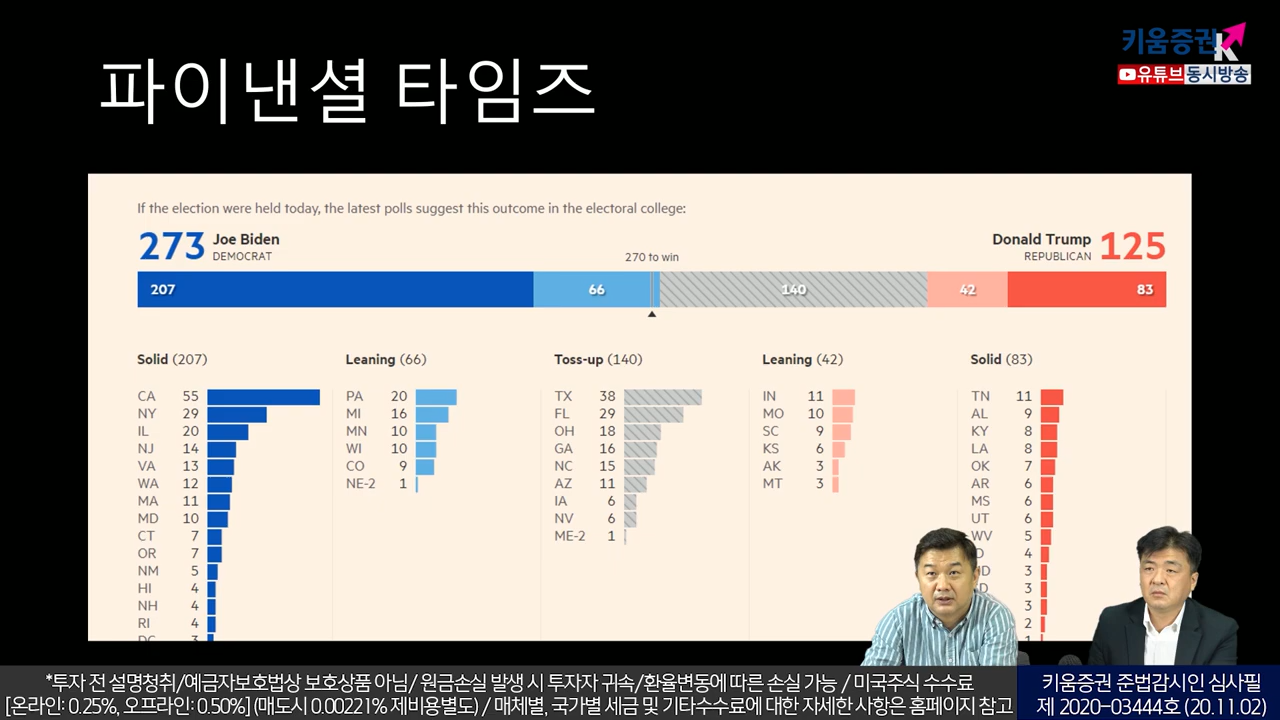 파이낸셜 타임즈
키움증권
유튜브동시방송
If the election were held today, the latest polls suggest this outcome in the electoral college:
273 Joe Biden DEMOCRAT
Donald Trump REPUBLICAN 125
270 to win
207 66 140 42 83
Solid (207) Leaning (66) Toss-up (140) Leaning (42) Solid (83)
CA 55 PA 20 TX 38 IN 11 TN 11
NY 29 MI 16 FL 29 MO 10 AL 9
IL 20 MN 10 OH 18 SC 9 KY 8
NJ 14 WI 10 GA 16 KS 6 LA 8
VA 13 CO 9 NC 15 AK 3 OK 7
WA 12 NE-2 1 AZ 11 MT 3 AR 6
MA 11 IA 6 MS 6
MD 10 NV 6 UT 6
CT 7 ME-2 1 WV 5
OR 7 4
NM 5 3
HI 4 3
NH 4 3
RI 4 2
DC 3 1
*투자 전 설명청취/예금자보호법상 보호상품 아님/ 원금손실 발생 시 투자자 귀속/환율변동에 따른 손실 가능 / 미국주식 수수료
[온라인: 0.25%, 오프라인: 0.50%] (매도시 0.00221% 제비용별도) / 매체별, 국가별 세금 및 기타수수료에 대한 자세한 사항은 홈페이지 참고
키움증권 준법감시인 심사필
제 2020-03444호 (20.11.02)